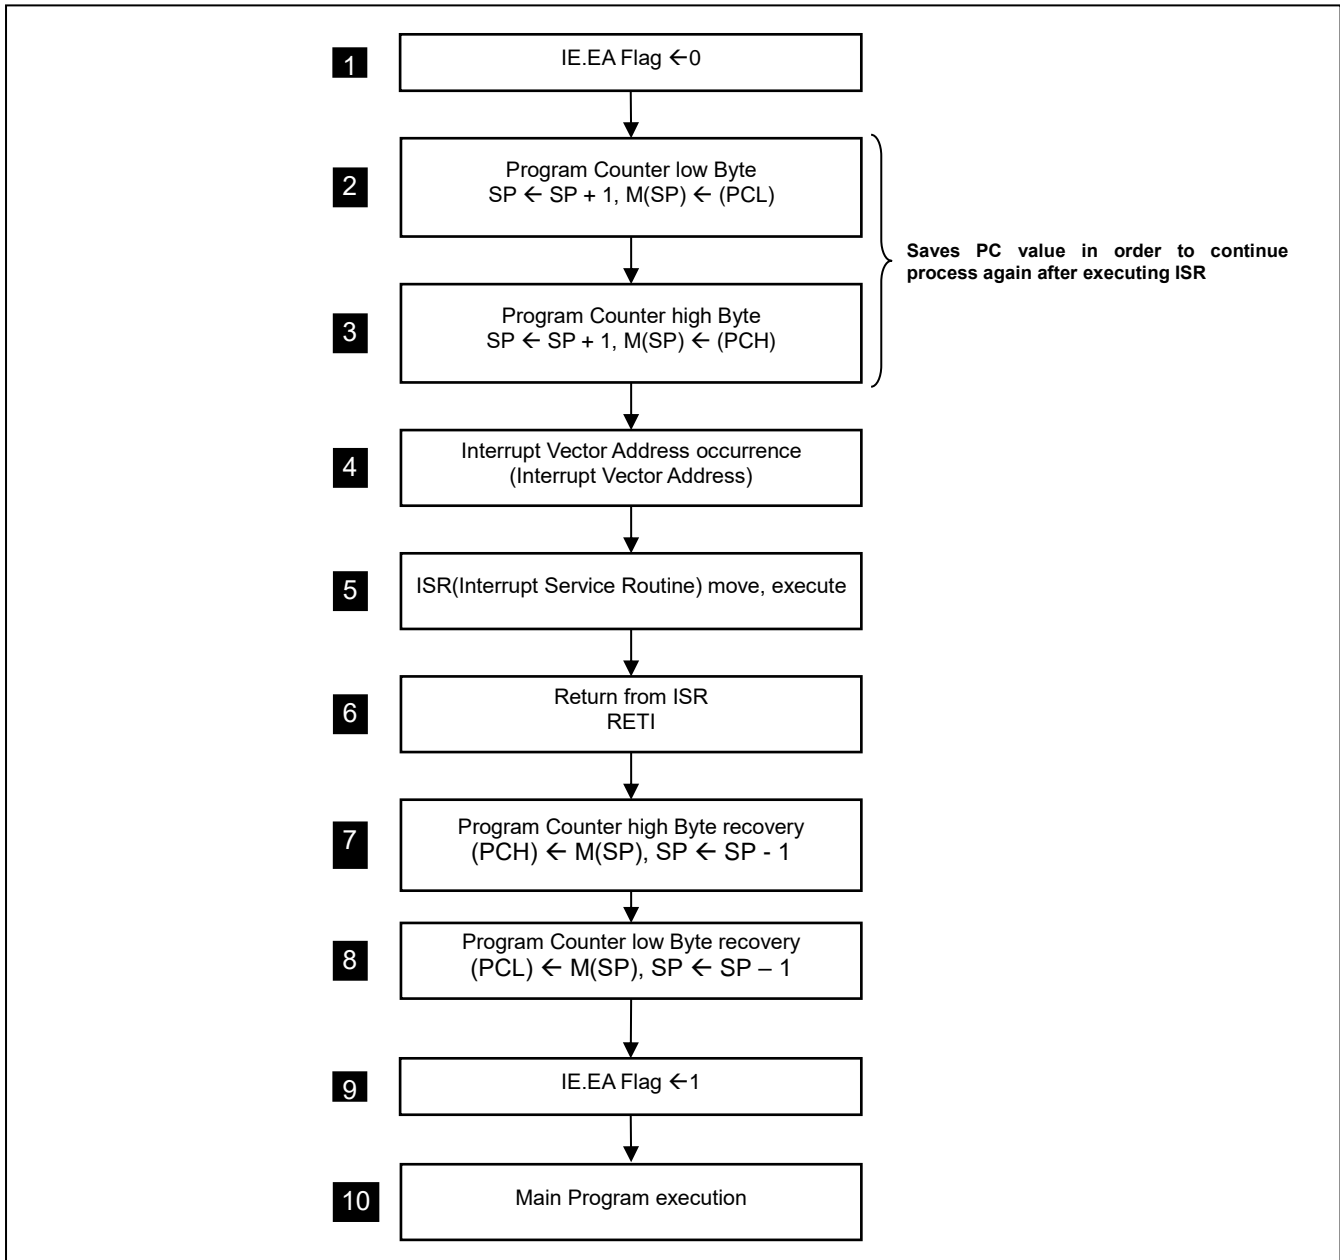 1
IE.EA Flag ←0
2
Program Counter low Byte
SP ← SP + 1, M(SP) ← (PCL)
Saves PC value in order to continue
process again after executing ISR
3
Program Counter high Byte
SP ← SP + 1, M(SP) ← (PCH)
4
Interrupt Vector Address occurrence
(Interrupt Vector Address)
5
ISR(Interrupt Service Routine) move, execute
6
Return from ISR
RETI
7
Program Counter high Byte recovery
(PCH) ← M(SP), SP ← SP - 1
8
Program Counter low Byte recovery
(PCL) ← M(SP), SP ← SP – 1
9
IE.EA Flag ←1
10
Main Program execution